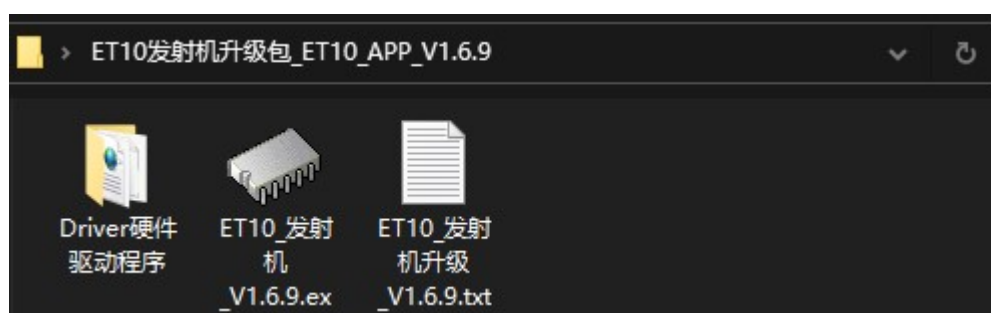 ET10发射机升级包_ET10_APP_V1.6.9
Driver硬件
驱动程序
ET10_发射
机
_V1.6.9.ex
ET10_发射
机升级
_V1.6.9.txt